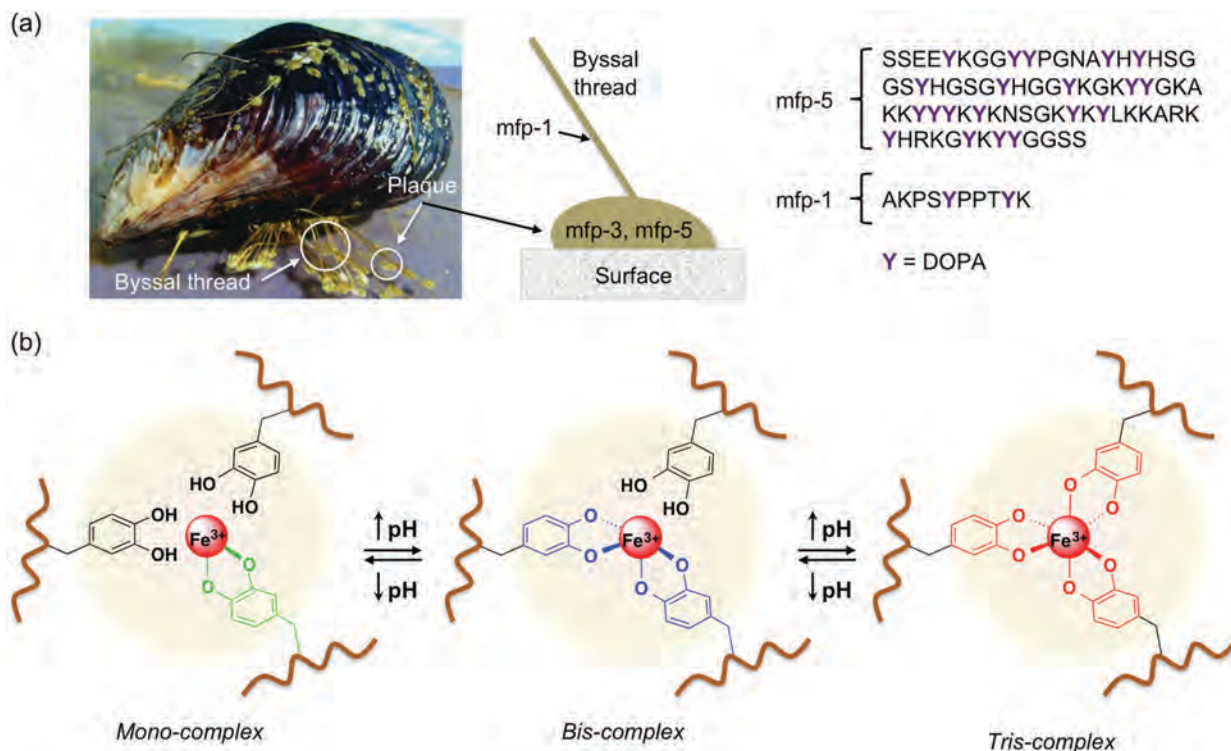 (a)
Byssal thread
Plaque
Byssal
thread
mfp-1
mfp-3, mfp-5
Surface
mfp-5
SSEEYKGGYYPGNAYHYHSG
GSYHGSGYHGGYKGKYYGKA
KKYYYKYKNSGKYKYLKKARK
YHRKGYKYYGGSS
mfp-1
AKPSYPPTYK
Y = DOPA
(b)
HO
HO
OH
OH
Fe3+
O
O
↑ pH
↓ pH
HO
HO
O
O
Fe3+
O
O
↑ pH
↓ pH
O
O
O
O
Fe3+
O
O
Mono-complex
Bis-complex
Tris-complex